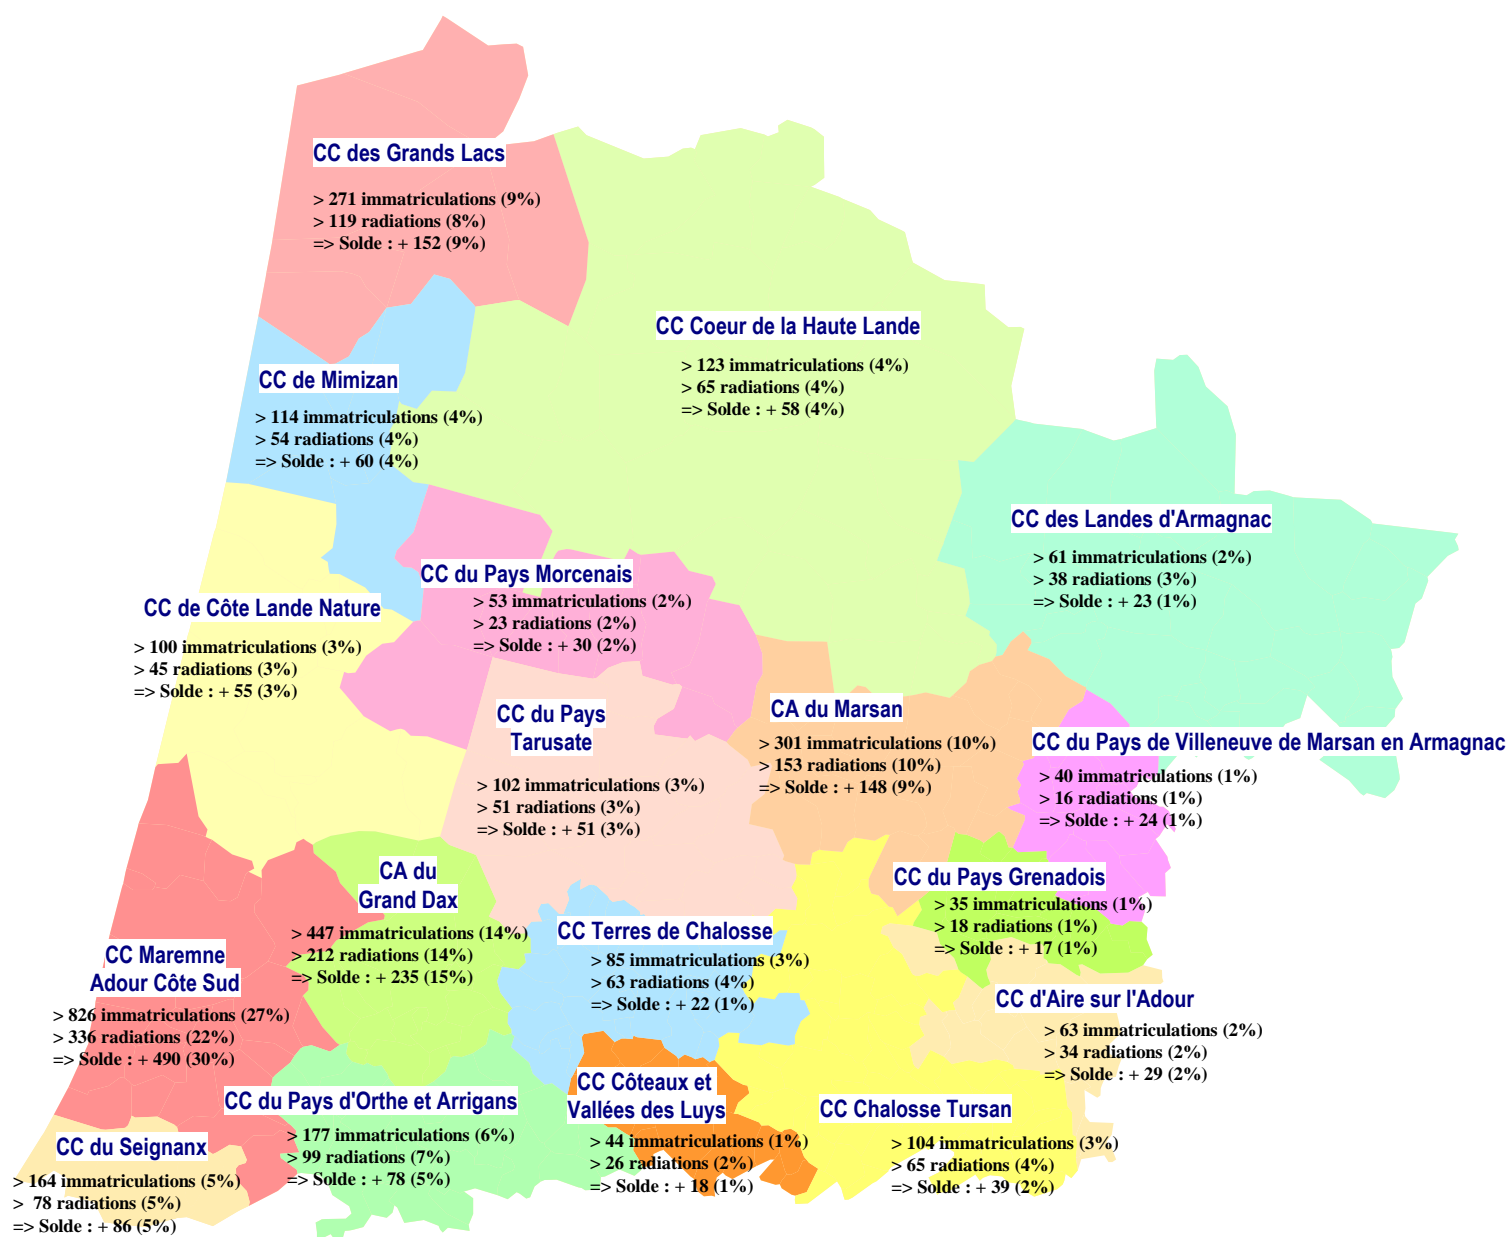 CC des Grands Lacs
> 271 immatriculations (9%)
> 119 radiations (8%)
=> Solde : + 152 (9%)
CC Coeur de la Haute Lande
> 123 immatriculations (4%)
> 65 radiations (4%)
=> Solde : + 58 (4%)
CC de Mimizan
> 114 immatriculations (4%)
> 54 radiations (4%)
=> Solde : + 60 (4%)
CC des Landes d'Armagnac
> 61 immatriculations (2%)
> 38 radiations (3%)
=> Solde : + 23 (1%)
CC du Pays Morcenais
> 53 immatriculations (2%)
> 23 radiations (2%)
=> Solde : + 30 (2%)
CC de Côte Lande Nature
> 100 immatriculations (3%)
> 45 radiations (3%)
=> Solde : + 55 (3%)
CC du Pays
Tarusate
> 102 immatriculations (3%)
> 51 radiations (3%)
=> Solde : + 51 (3%)
CA du Marsan
> 301 immatriculations (10%)
> 153 radiations (10%)
=> Solde : + 148 (9%)
CC du Pays de Villeneuve de Marsan en Armagnac
> 40 immatriculations (1%)
> 16 radiations (1%)
=> Solde : + 24 (1%)
CA du
Grand Dax
> 447 immatriculations (14%)
> 212 radiations (14%)
=> Solde : + 235 (15%)
CC du Pays Grenadois
> 35 immatriculations (1%)
> 18 radiations (1%)
=> Solde : + 17 (1%)
CC Terres de Chalosse
> 85 immatriculations (3%)
> 63 radiations (4%)
=> Solde : + 22 (1%)
CC Maremne
Adour Côte Sud
> 826 immatriculations (27%)
> 336 radiations (22%)
=> Solde : + 490 (30%)
CC d'Aire sur l'Adour
> 63 immatriculations (2%)
> 34 radiations (2%)
=> Solde : + 29 (2%)
CC du Pays d'Orthe et Arrigans
> 177 immatriculations (6%)
> 99 radiations (7%)
=> Solde : + 78 (5%)
CC Côteaux et
Vallées des Luys
> 44 immatriculations (1%)
> 26 radiations (2%)
=> Solde : + 18 (1%)
CC Chalosse Tursan
> 104 immatriculations (3%)
> 65 radiations (4%)
=> Solde : + 39 (2%)
CC du Seignanx
> 164 immatriculations (5%)
> 78 radiations (5%)
=> Solde : + 86 (5%)